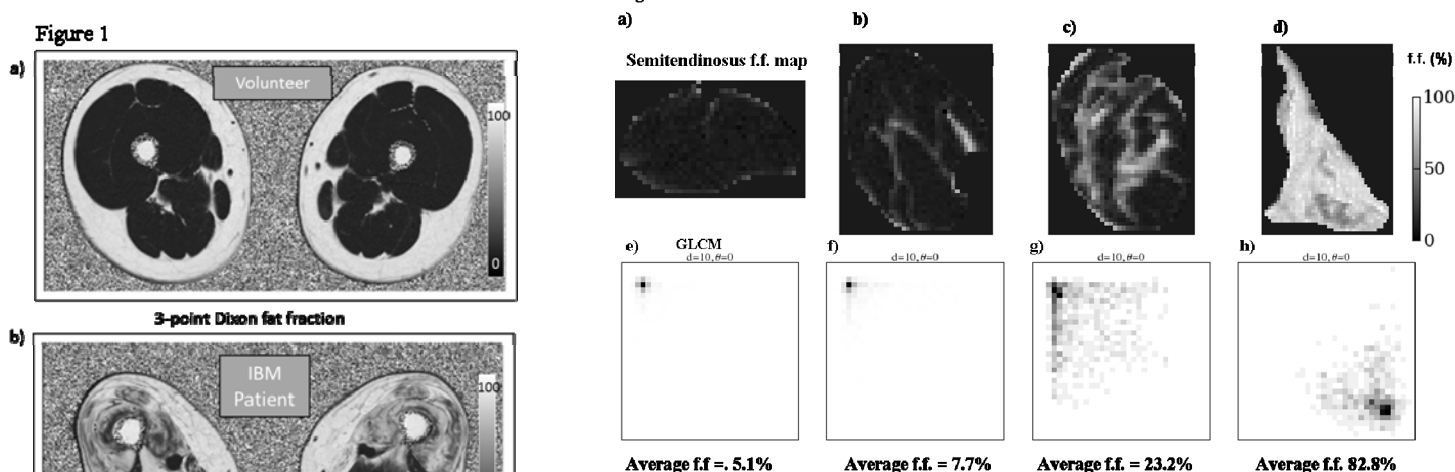 Figure 1
a)
Volunteer
100
0
3-point Dixon fat fraction
b)
IBM
Patient
100
a)
b)
c)
d)
Semitendinosus f.f. map
f.f. (%)
100
50
0
e)
GLCM
d=10, θ=0
f)
d=10, θ=0
g)
d=10, θ=0
h)
d=10, θ=0
Average f.f =. 5.1%
Average f.f. = 7.7%
Average f.f. = 23.2%
Average f.f. 82.8%